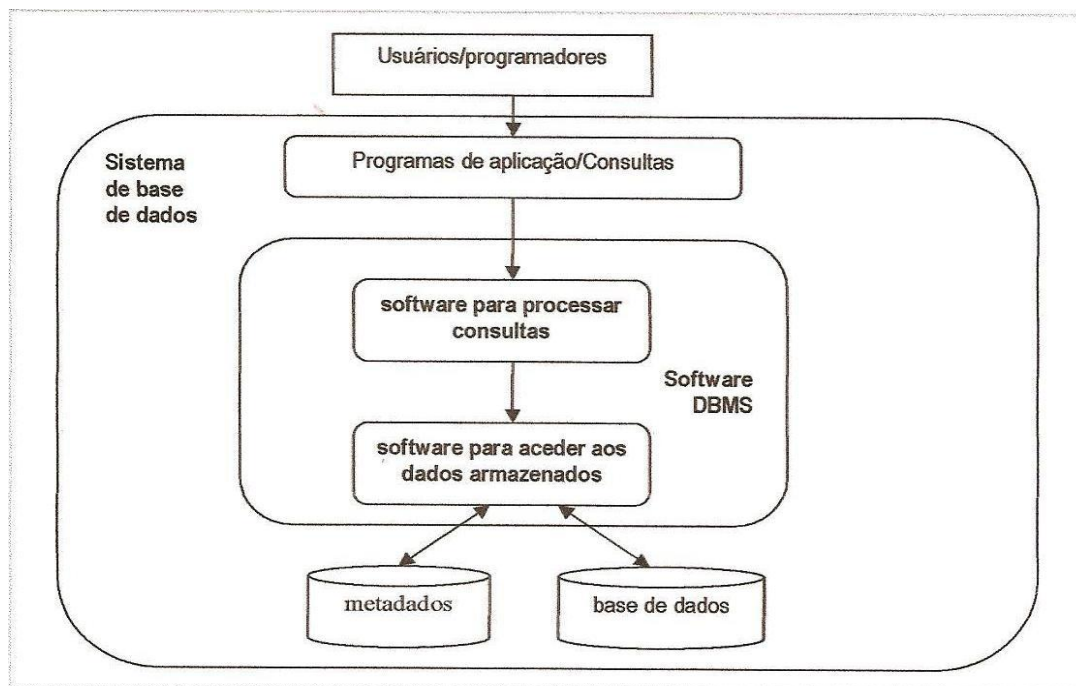 Usuários/programadores
Sistema
de base
de dados
Programas de aplicação/Consultas
software para processar
consultas
Software
DBMS
software para aceder aos
dados armazenados
metadados
base de dados